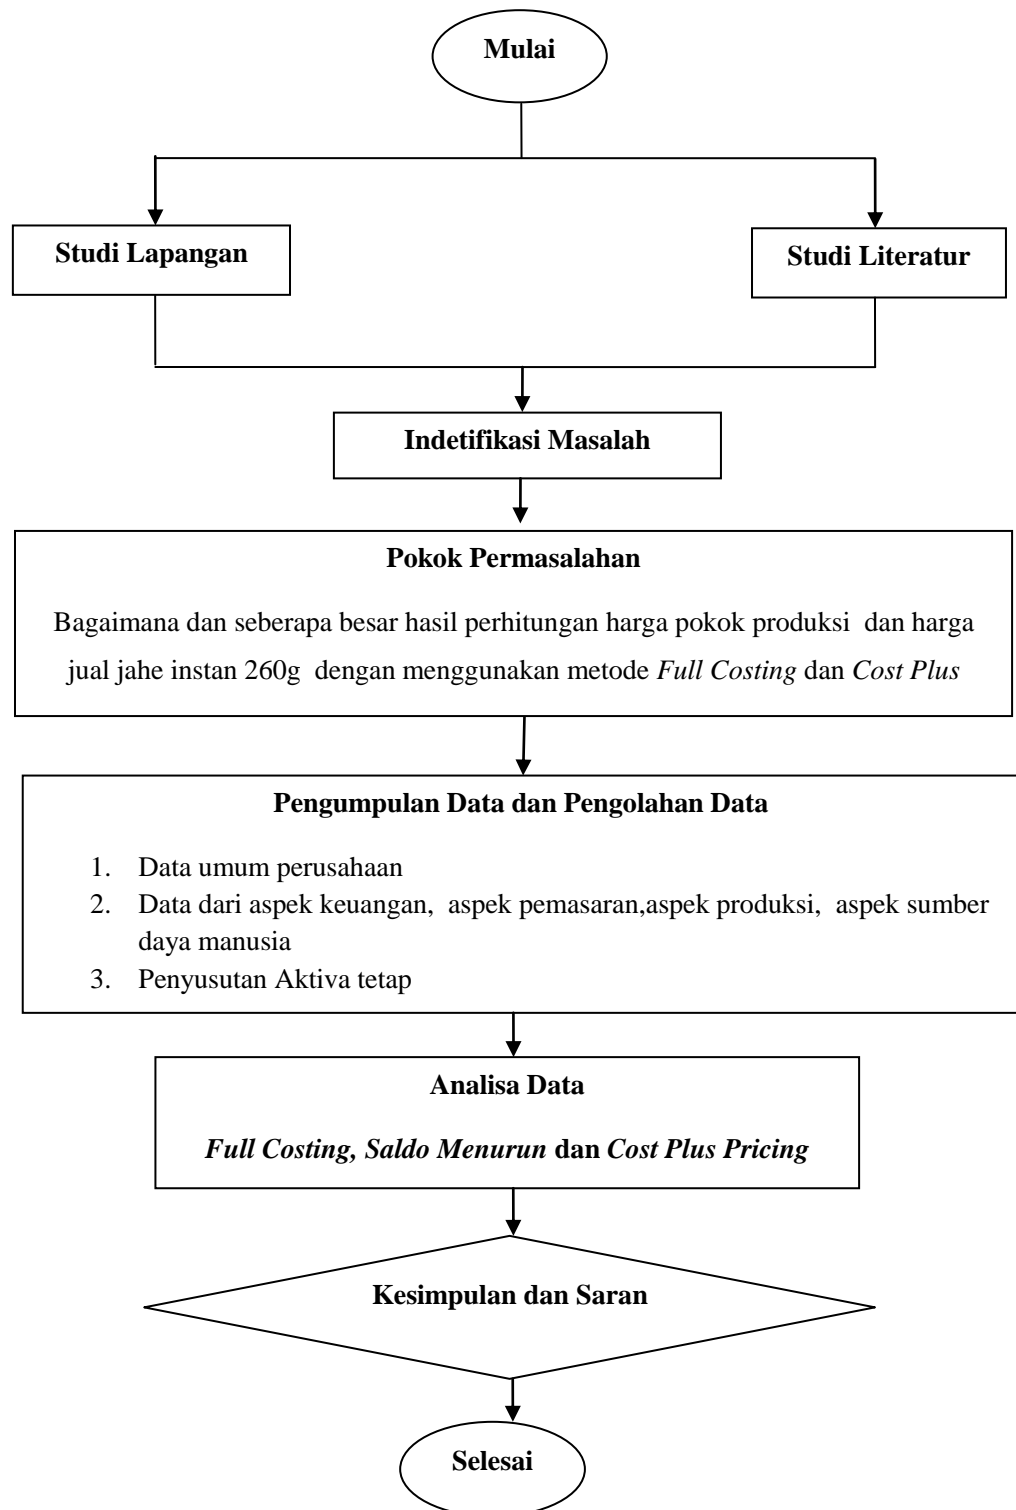 Mulai
Studi Lapangan
Studi Literatur
Indetifikasi Masalah
Pokok Permasalahan
Bagaimana dan seberapa besar hasil perhitungan harga pokok produksi dan harga
jual jahe instan 260g dengan menggunakan metode Full Costing dan Cost Plus
Pengumpulan Data dan Pengolahan Data
1. Data umum perusahaan
2. Data dari aspek keuangan, aspek pemasaran,aspek produksi, aspek sumber
daya manusia
3. Penyusutan Aktiva tetap
Analisa Data
Full Costing, Saldo Menurun dan Cost Plus Pricing
Kesimpulan dan Saran
Selesai